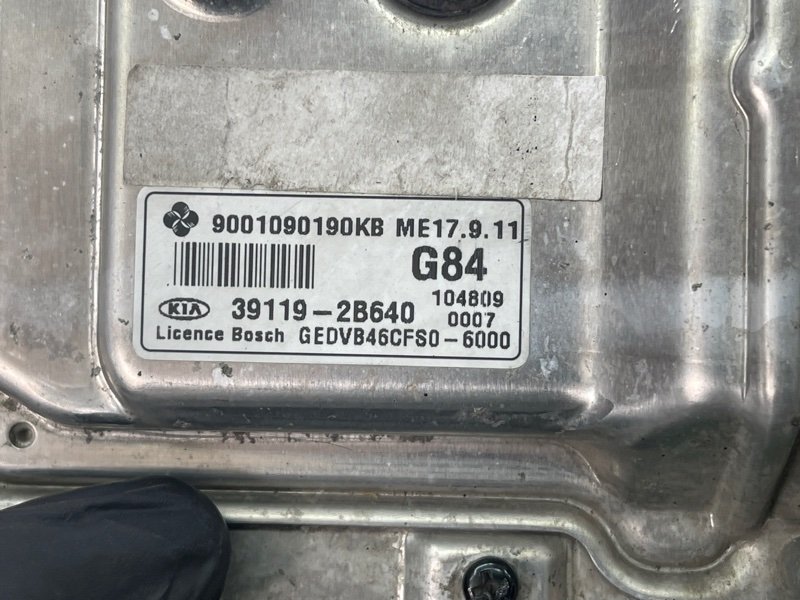 9001090190KB ME17.9.11
G84
104809
KIA 39119-2B640
0007
Licence Bosch GEDVB46CFS0-6000